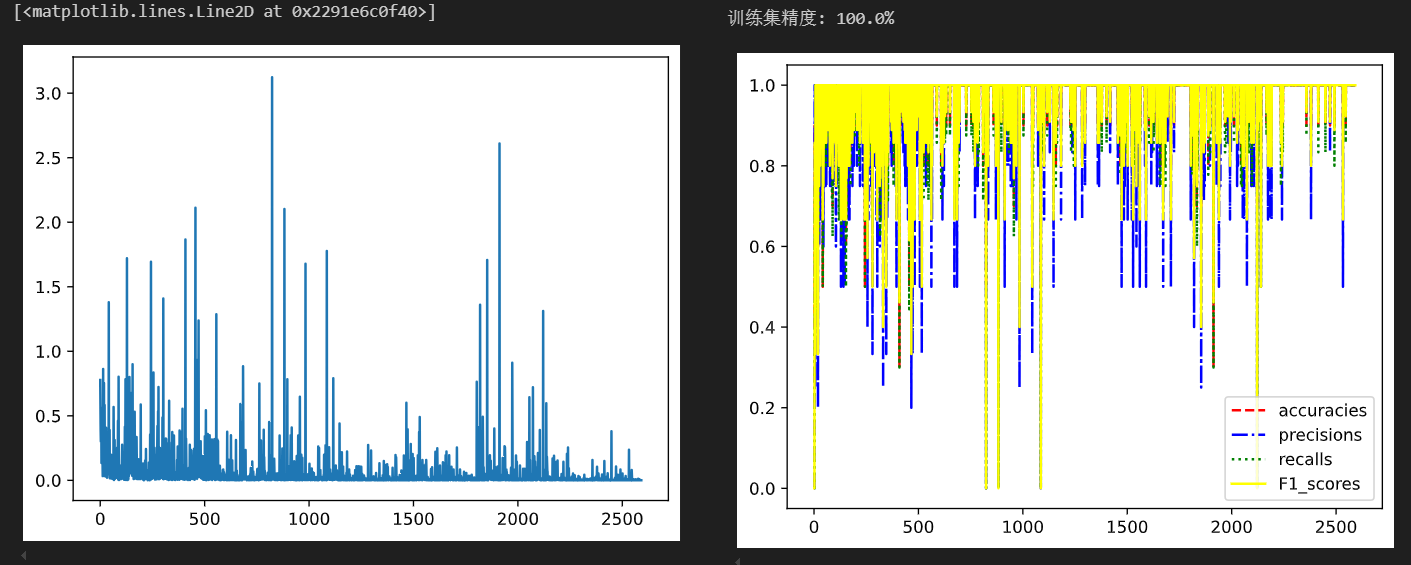 [<matplotlib.lines.Line2D at 0x2291e6c0f40>]
3.0
2.5
2.0
1.5
1.0
0.5
0.0
0 500 1000 1500 2000 2500
训练集精度: 100.0%
1.0
0.8
0.6
0.4
0.2
0.0
accuracies
precisions
recalls
F1_scores
0 500 1000 1500 2000 2500